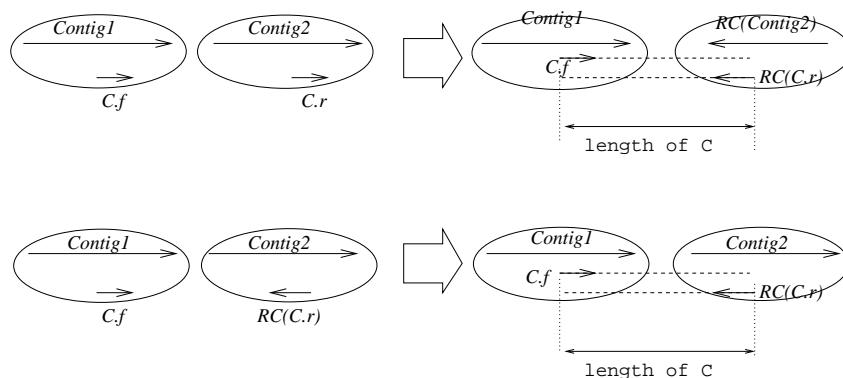 Contig1 Contig2 Contig1 RC(Contig2)
C.f C.r C.f RC(C.r)
length of C
Contig1 Contig2 Contig1 Contig2
C.f RC(C.r) C.f RC(C.r)
length of C